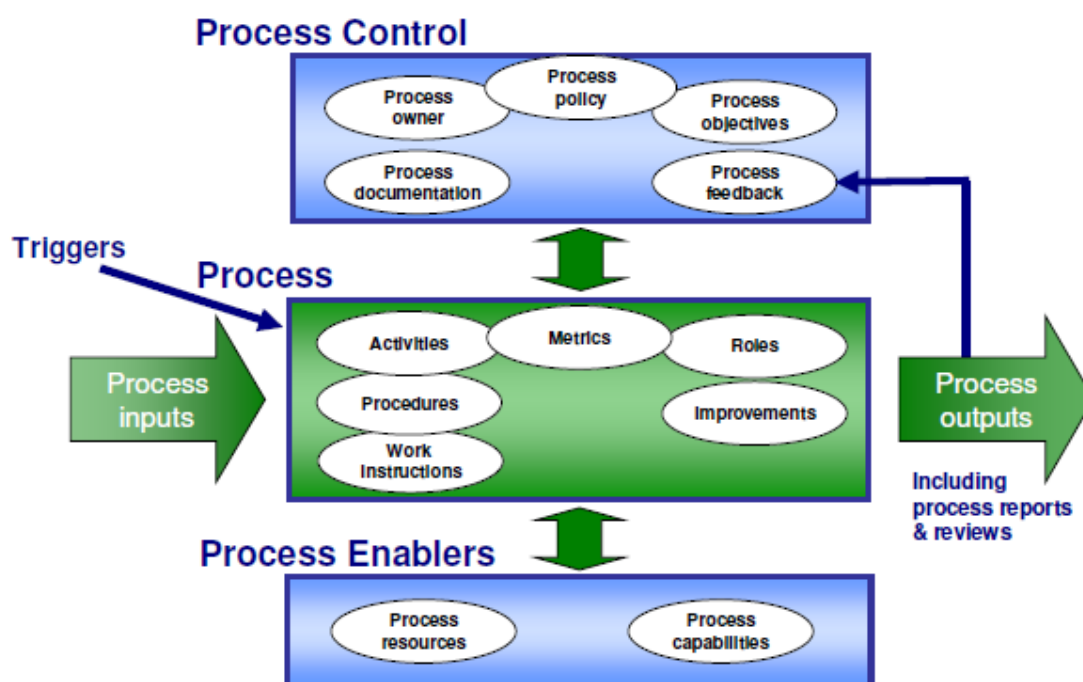 Process Control
Process
policy
Process
owner
Process
objectives
Process
documentation
Process
feedback
Triggers
Process
Activities
Metrics
Roles
Procedures
Improvements
Work
Instructions
Process
inputs
Process
outputs
Including
process reports
& reviews
Process Enablers
Process
resources
Process
capabilities